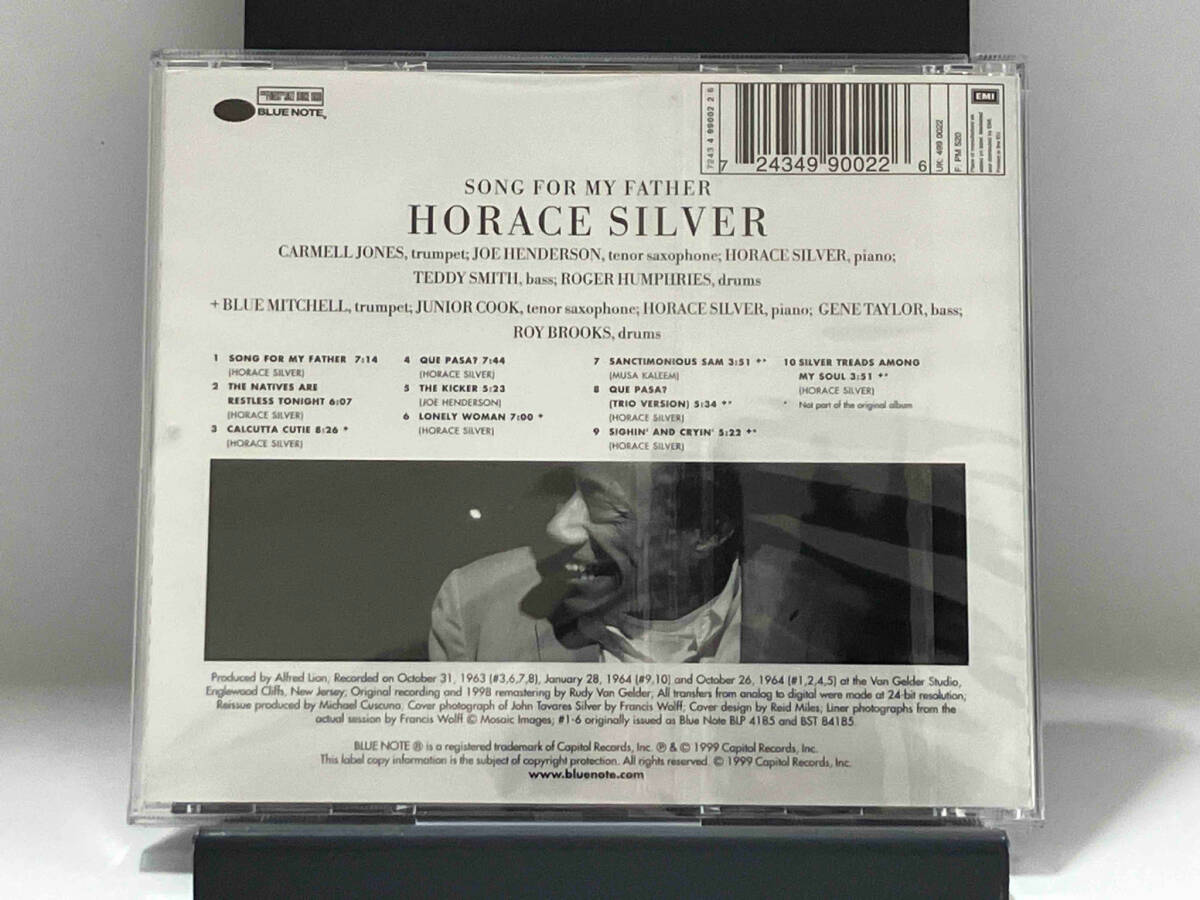 BLUE NOTE
7243 4 99002 2 6
7 24349 90022 6
UK: 499 0022
F: PM 520
EMI
SONG FOR MY FATHER
HORACE SILVER
CARMELL JONES, trumpet; JOE HENDERSON, tenor saxophone; HORACE SILVER, piano;
TEDDY SMITH, bass; ROGER HUMPHRIES, drums
+ BLUE MITCHELL, trumpet; JUNIOR COOK, tenor saxophone; HORACE SILVER, piano; GENE TAYLOR, bass;
ROY BROOKS, drums
1 SONG FOR MY FATHER 7:14
(HORACE SILVER)
2 THE NATIVES ARE
RESTLESS TONIGHT 6:07
(HORACE SILVER)
3 CALCUTTA CUTIE 8:26 +
(HORACE SILVER)
4 QUE PASA? 7:44
(HORACE SILVER)
5 THE KICKER 5:23
(JOE HENDERSON)
6 LONELY WOMAN 7:00 +
(HORACE SILVER)
7 SANCTIMONIOUS SAM 3:51 +*
(MUSA KALEEM)
8 QUE PASA?
(TRIO VERSION) 5:34 +*
(HORACE SILVER)
9 SIGHIN' AND CRYIN' 5:22 +*
(HORACE SILVER)
10 SILVER TREADS AMONG
MY SOUL 3:51 +*
(HORACE SILVER)
* Not part of the original album
Produced by Alfred Lion, Recorded on October 31, 1963 (#3,6,7,8), January 28, 1964 (#9,10) and October 26, 1964 (#1,2,4,5) at the Van Gelder Studio,
Englewood Cliffs, New Jersey; Original recording and 1998 remastering by Rudy Van Gelder; All transfers from analog to digital were made at 24-bit resolution;
Reissue produced by Michael Cuscuna; Cover photograph of John Tavares Silver by Francis Wolff; Cover design by Reid Miles; Liner photographs from the
actual session by Francis Wolff © Mosaic Images; #1-6 originally issued as Blue Note BLP 4185 and BST 84185.
BLUE NOTE ® is a registered trademark of Capitol Records, Inc. ℗ & © 1999 Capitol Records, Inc.
This label copy information is the subject of copyright protection. All rights reserved. © 1999 Capitol Records, Inc.
www.bluenote.com